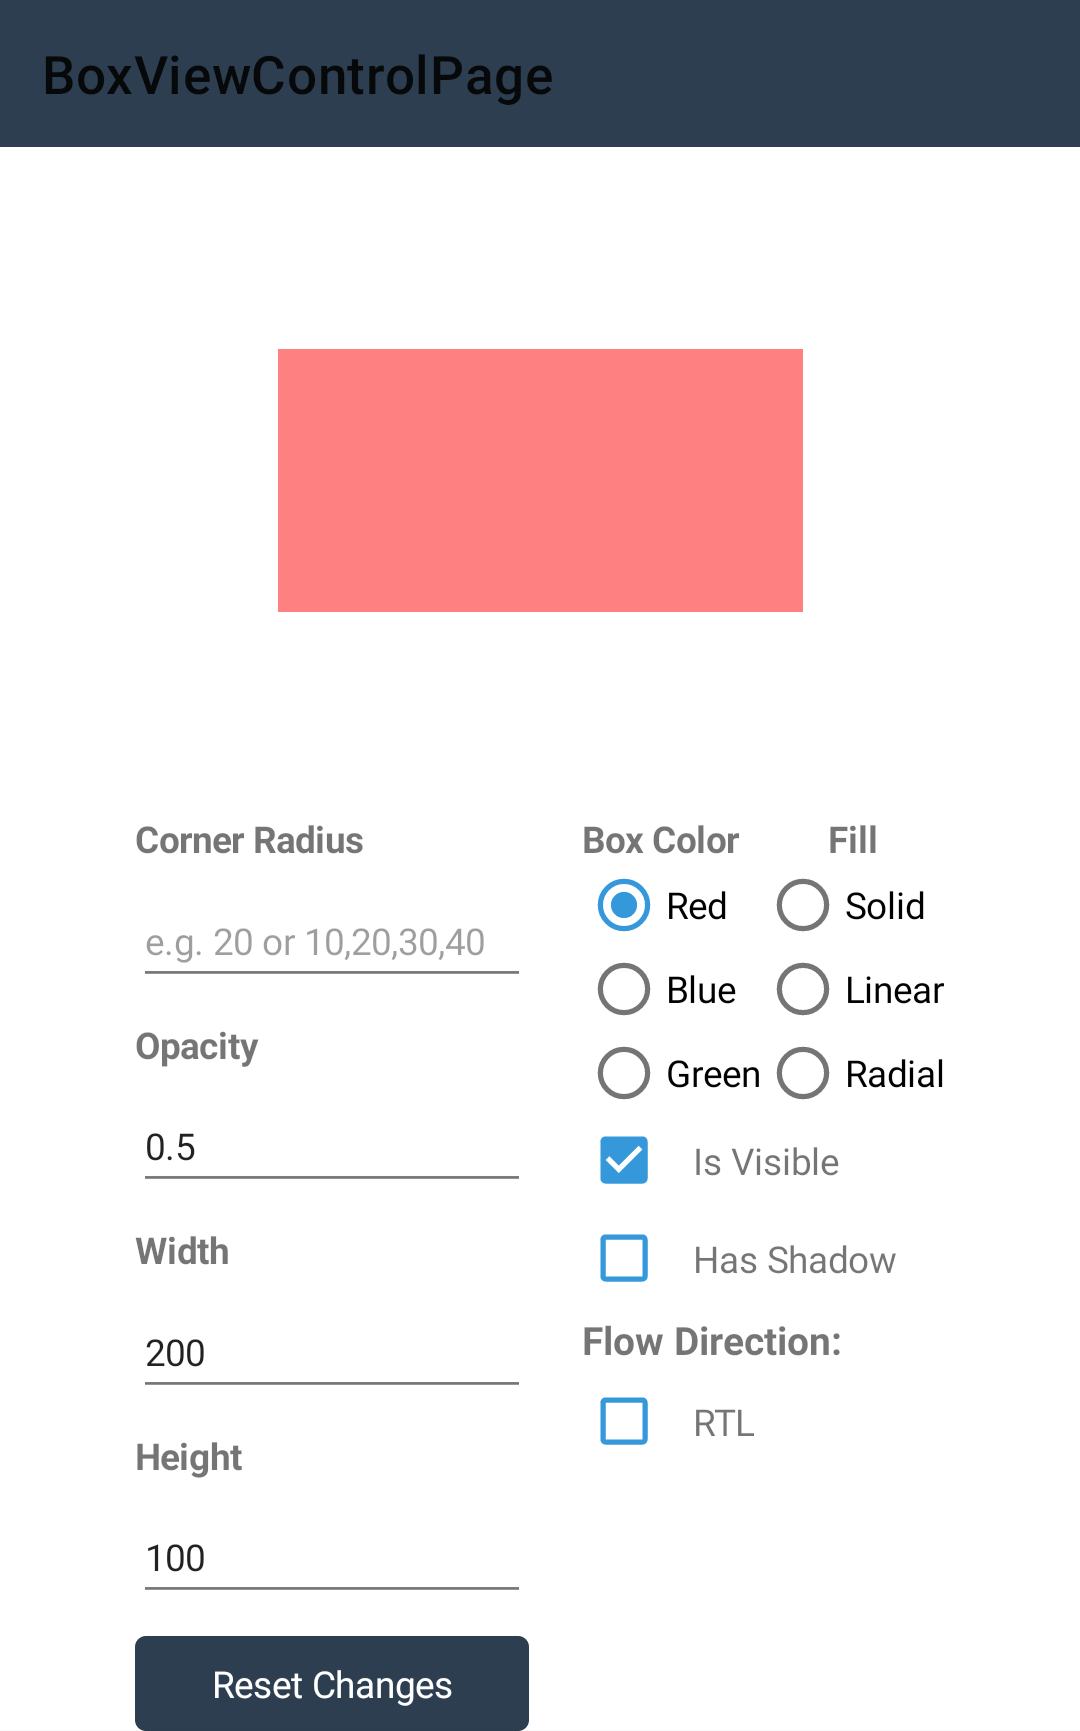 BoxViewControlPage
Corner Radius
e.g. 20 or 10,20,30,40
Opacity
0.5
Width
200
Height
100
Reset Changes
Box Color
Fill
Red
Solid
Blue
Linear
Green
Radial
Is Visible
Has Shadow
Flow Direction:
RTL